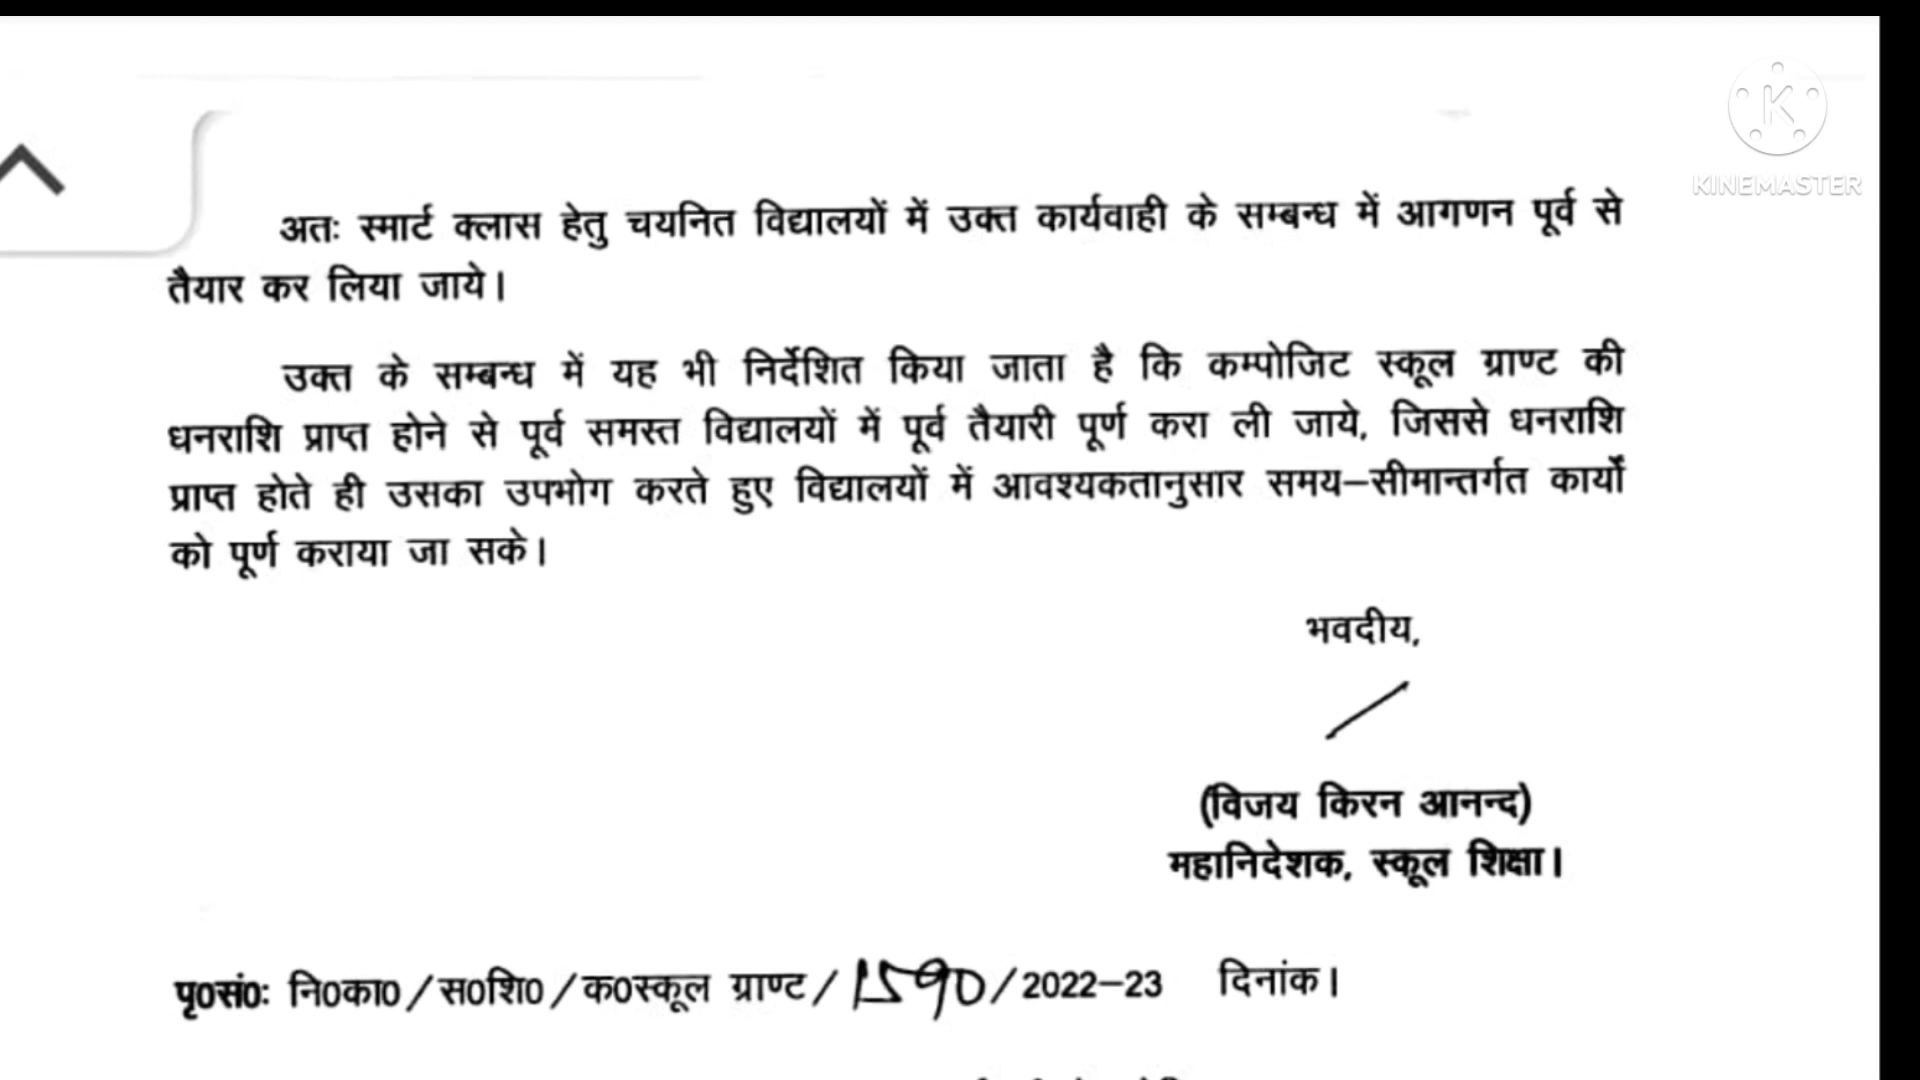 KINEMASTER
अतः स्मार्ट क्लास हेतु चयनित विद्यालयों में उक्त कार्यवाही के सम्बन्ध में आगणन पूर्व से
तैयार कर लिया जाये।
उक्त के सम्बन्ध में यह भी निर्देशित किया जाता है कि कम्पोजिट स्कूल ग्राण्ट की
धनराशि प्राप्त होने से पूर्व समस्त विद्यालयों में पूर्व तैयारी पूर्ण करा ली जाये, जिससे धनराशि
प्राप्त होते ही उसका उपभोग करते हुए विद्यालयों में आवश्यकतानुसार समय–सीमान्तर्गत कार्यों
को पूर्ण कराया जा सके।
भवदीय,
(विजय किरन आनन्द)
महानिदेशक, स्कूल शिक्षा।
पृ0सं0: नि0का0/स0शि0/क0स्कूल ग्राण्ट/1590/2022–23 दिनांक।